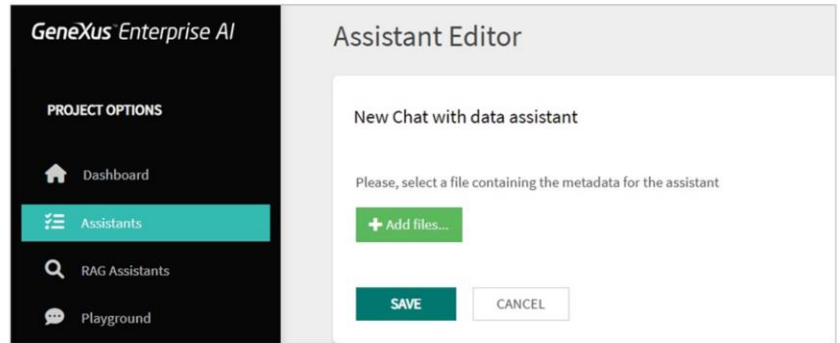 GeneXus™ Enterprise AI
PROJECT OPTIONS
Dashboard
Assistants
RAG Assistants
Playground
Assistant Editor
New Chat with data assistant
Please, select a file containing the metadata for the assistant
+ Add files...
SAVE
CANCEL